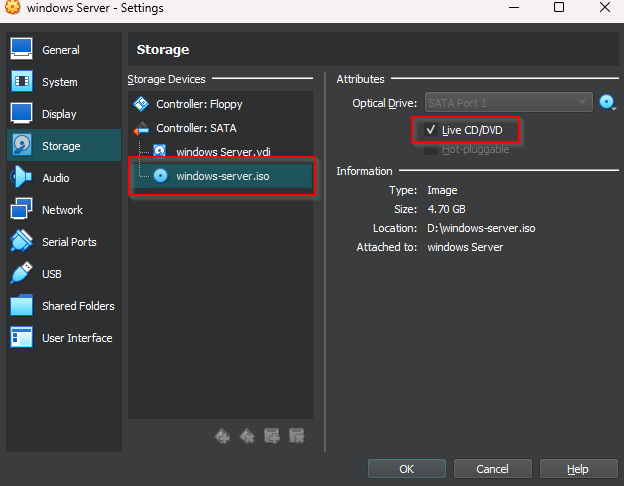 windows Server - Settings
General
System
Display
Storage
Audio
Network
Serial Ports
USB
Shared Folders
User Interface
Storage
Storage Devices
Controller: Floppy
Controller: SATA
windows Server.vdi
windows-server.iso
Attributes
Optical Drive: SATA Port 1
Live CD/DVD
Hot-pluggable
Information
Type: Image
Size: 4.70 GB
Location: D:\windows-server.iso
Attached to: windows Server
OK Cancel Help